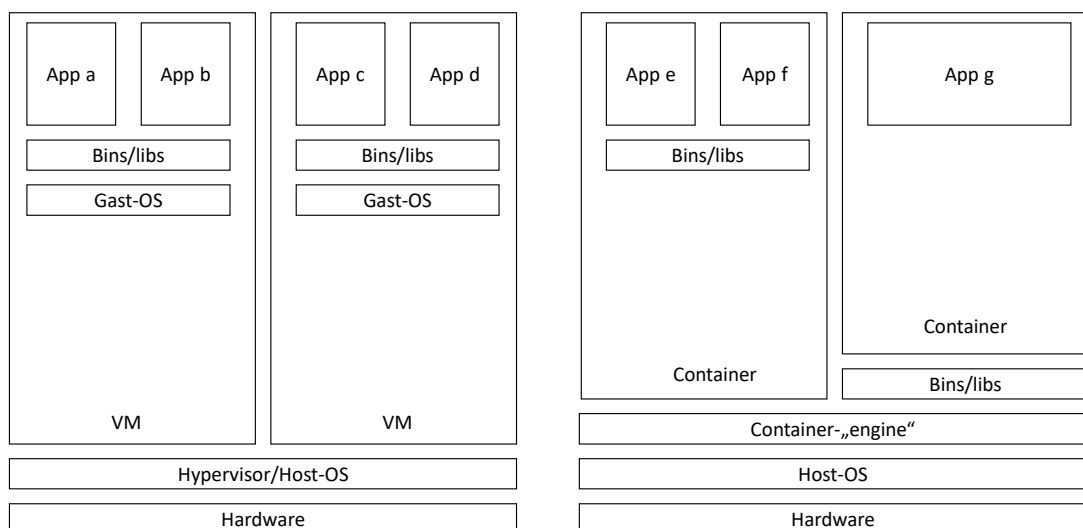 App a
App b
Bins/libs
Gast-OS
VM
App c
App d
Bins/libs
Gast-OS
VM
Hypervisor/Host-OS
Hardware
App e
App f
Bins/libs
Container
App g
Container
Bins/libs
Container-„engine“
Host-OS
Hardware